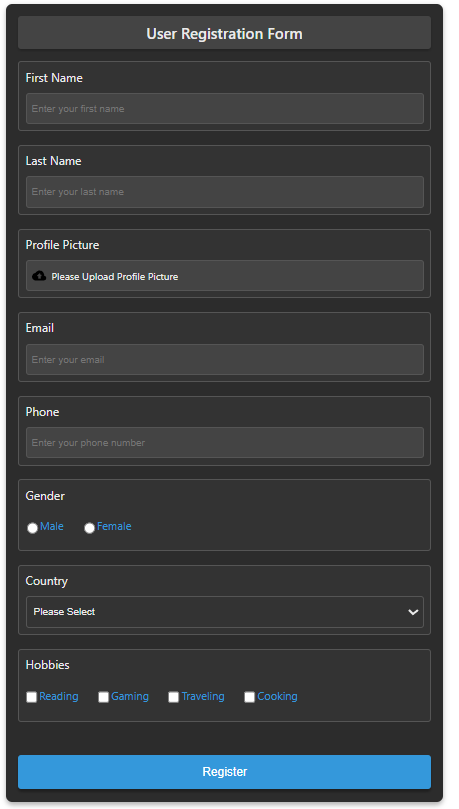 User Registration Form
First Name
Enter your first name
Last Name
Enter your last name
Profile Picture
Please Upload Profile Picture
Email
Enter your email
Phone
Enter your phone number
Gender
Male Female
Country
Please Select
Hobbies
Reading Gaming Traveling Cooking
Register